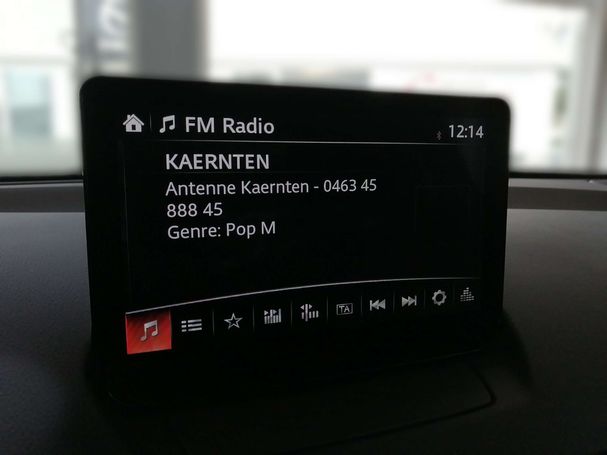 FM Radio
12:14
KAERNTEN
Antenne Kaernten - 0463 45
888 45
Genre: Pop M
TA